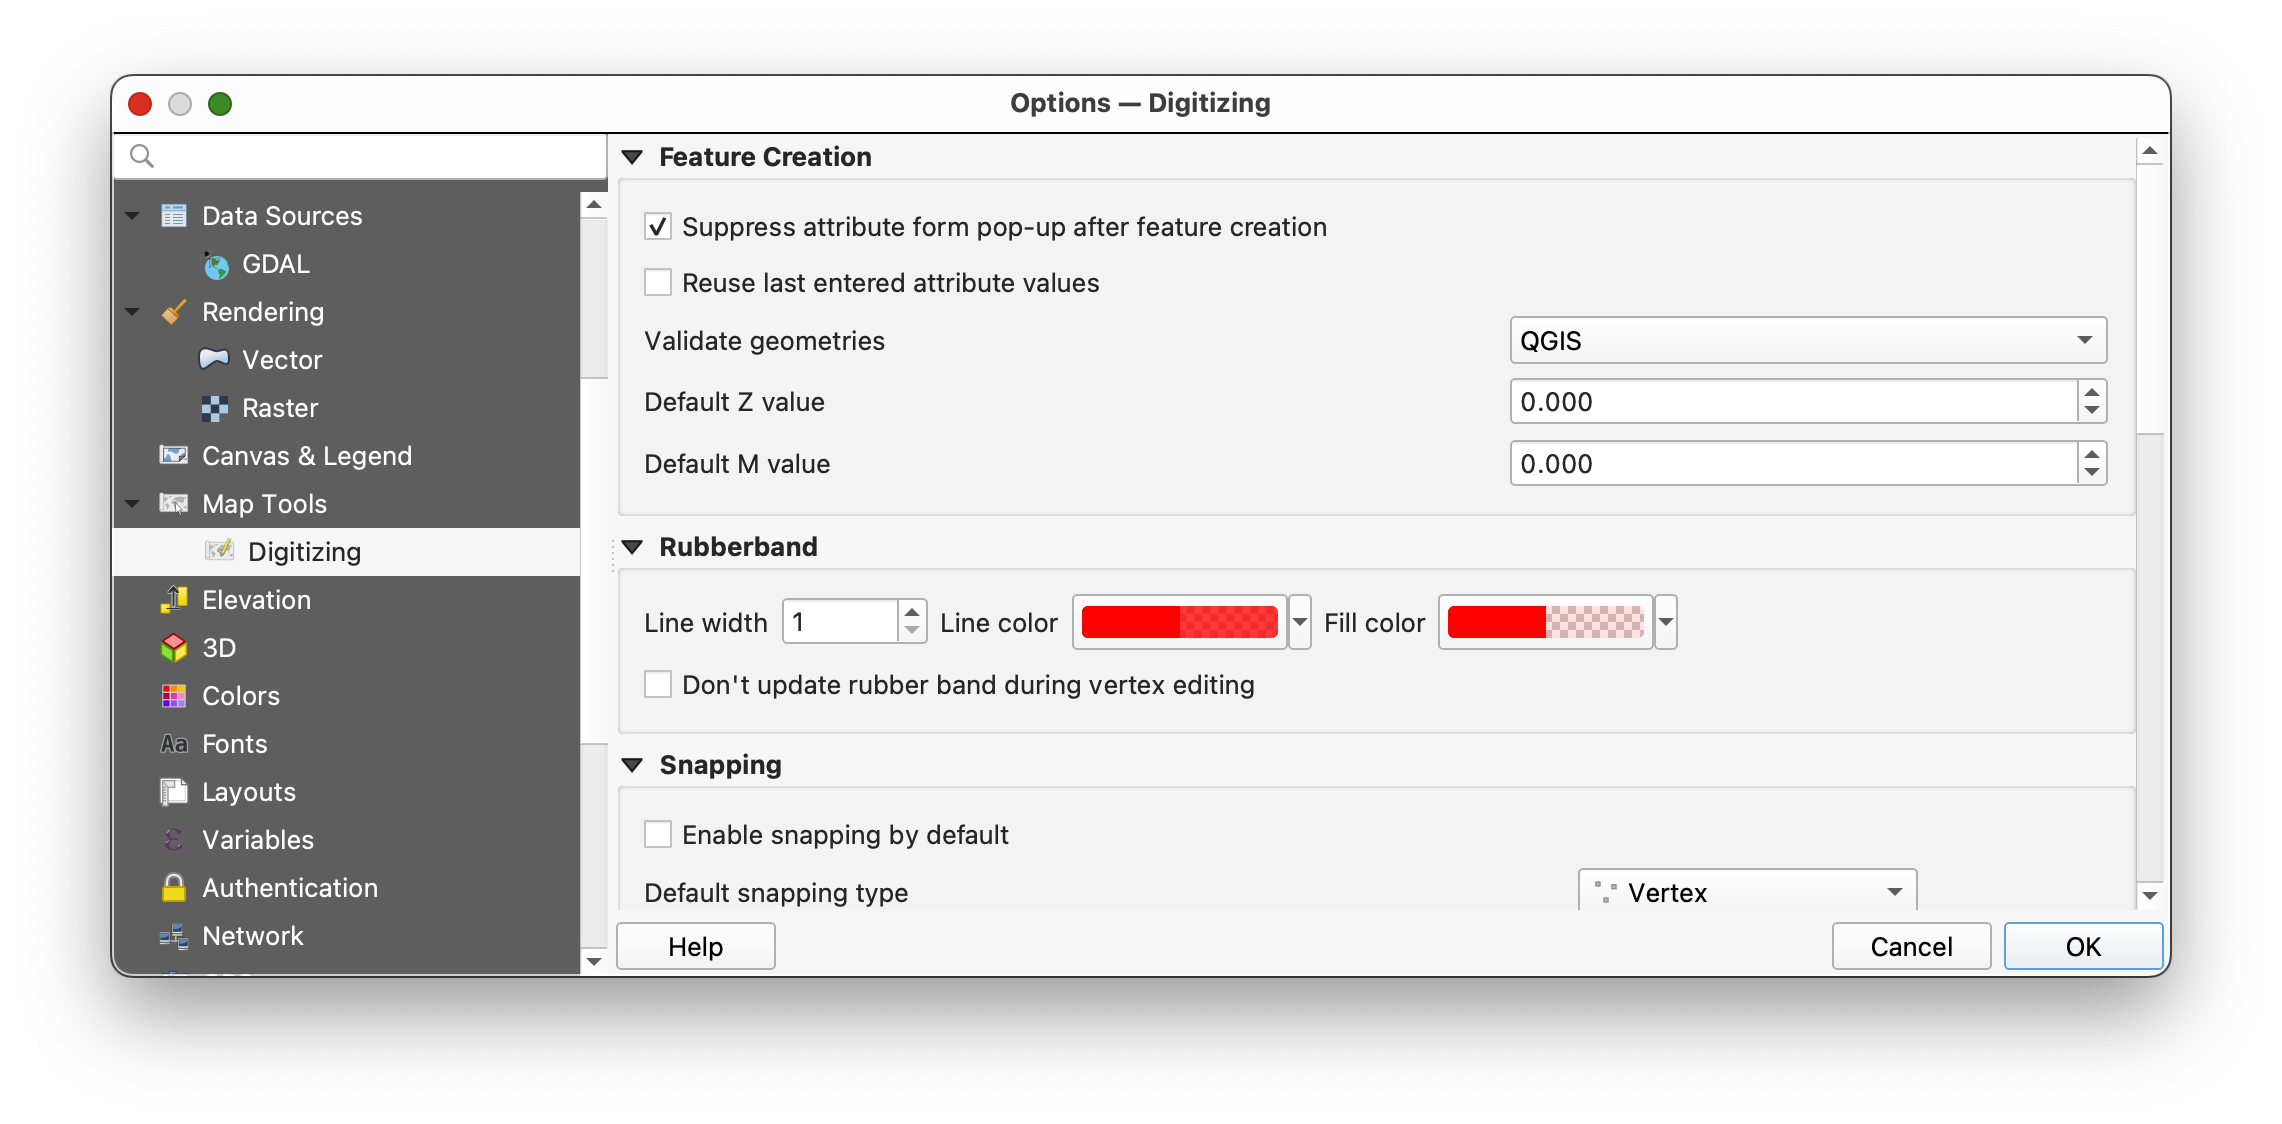 Options — Digitizing
Data Sources
GDAL
Rendering
Vector
Raster
Canvas & Legend
Map Tools
Digitizing
Elevation
3D
Colors
Aa Fonts
Layouts
ε Variables
Authentication
Network
Feature Creation
Suppress attribute form pop-up after feature creation
Reuse last entered attribute values
Validate geometries QGIS
Default Z value 0.000
Default M value 0.000
Rubberband
Line width 1 Line color Fill color
Don't update rubber band during vertex editing
Snapping
Enable snapping by default
Default snapping type Vertex
Help Cancel OK